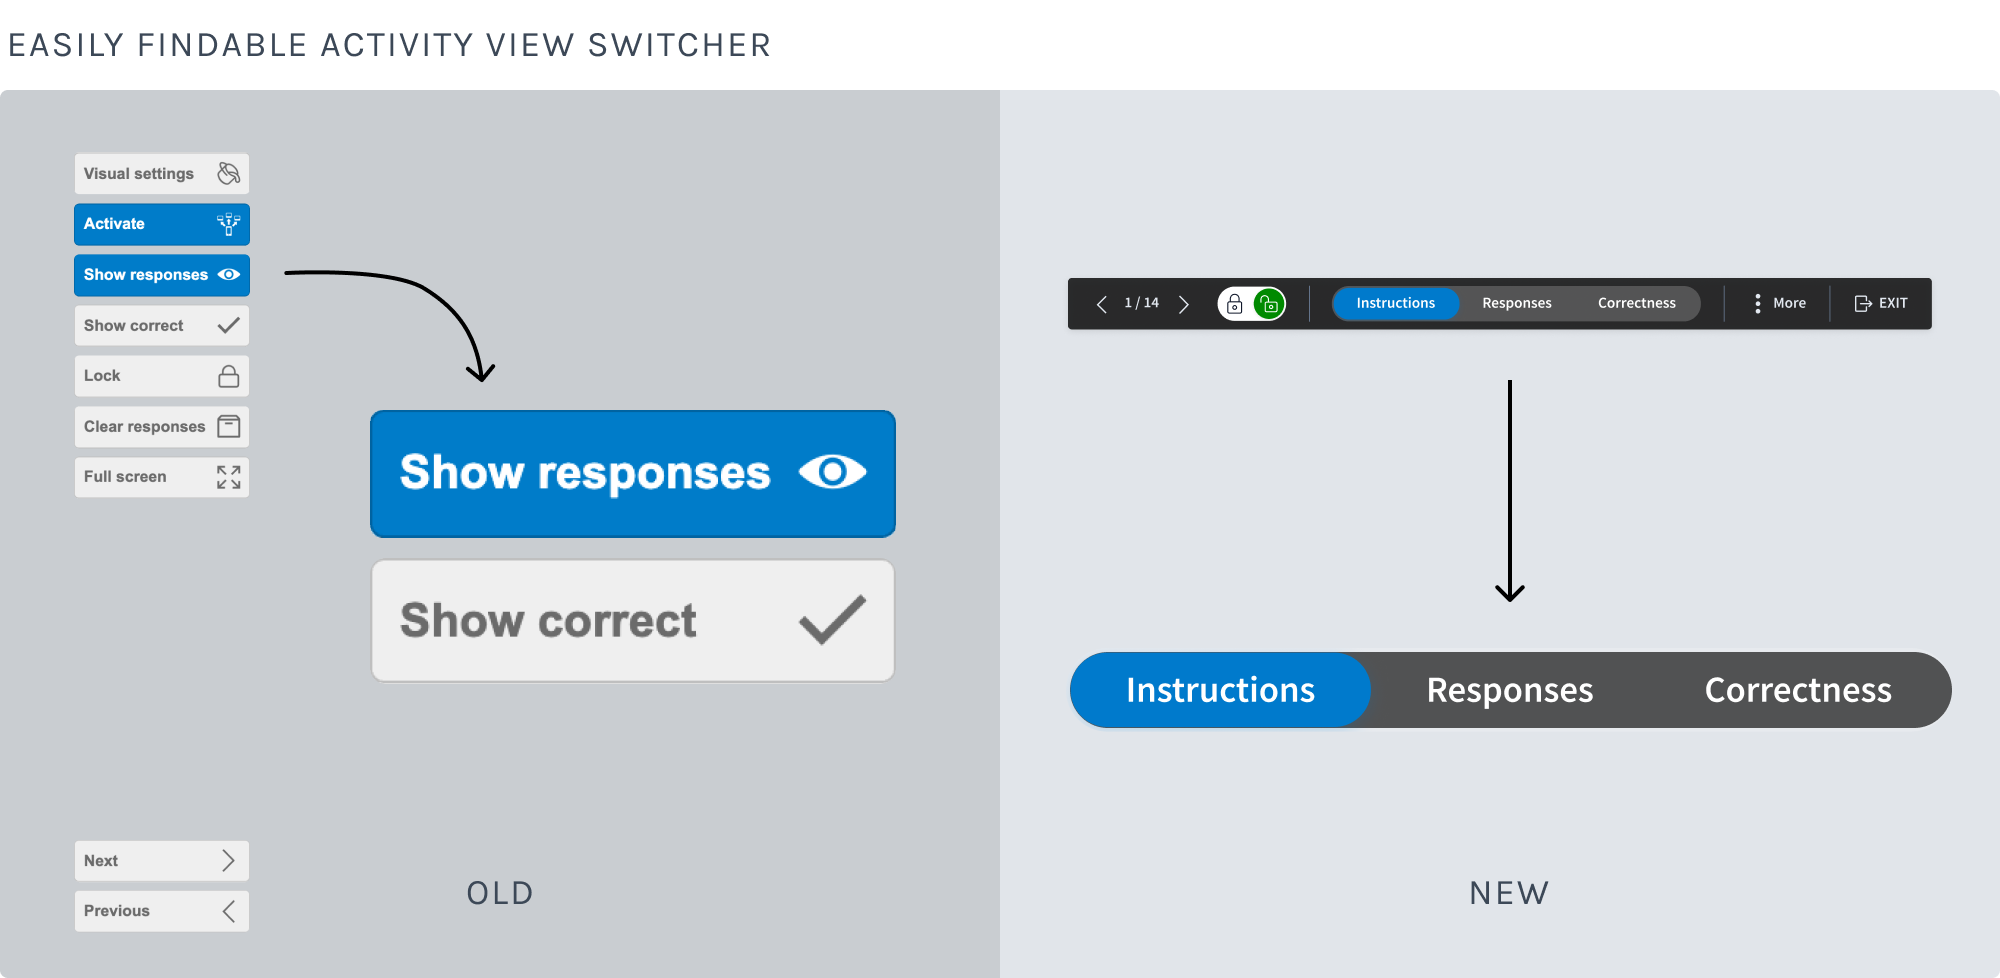 EASILY FINDABLE ACTIVITY VIEW SWITCHER
Visual settings
Activate
Show responses
Show correct
Lock
Clear responses
Full screen
Show responses
Show correct
Next
Previous
OLD
1 / 14
Instructions
Responses
Correctness
More
EXIT
Instructions
Responses
Correctness
NEW